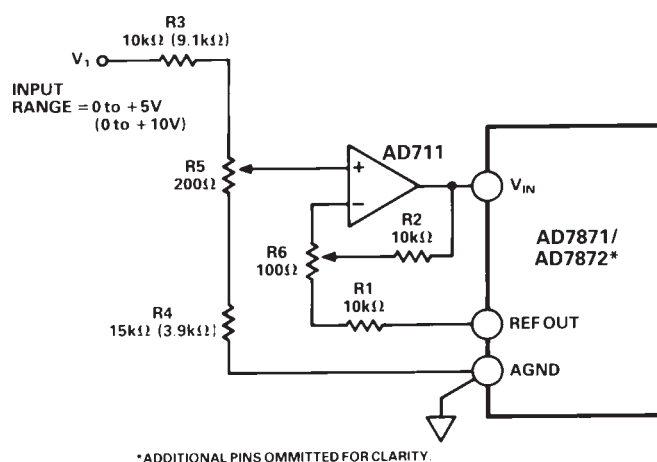 R3
10kΩ (9.1kΩ)
V₁
INPUT
RANGE = 0 to +5V
(0 to +10V)
AD711
R5
200Ω
+
−
V_IN
R2
10kΩ
R6
100Ω
AD7871/
AD7872*
R1
10kΩ
R4
15kΩ (3.9kΩ)
REF OUT
AGND
*ADDITIONAL PINS OMMITTED FOR CLARITY.